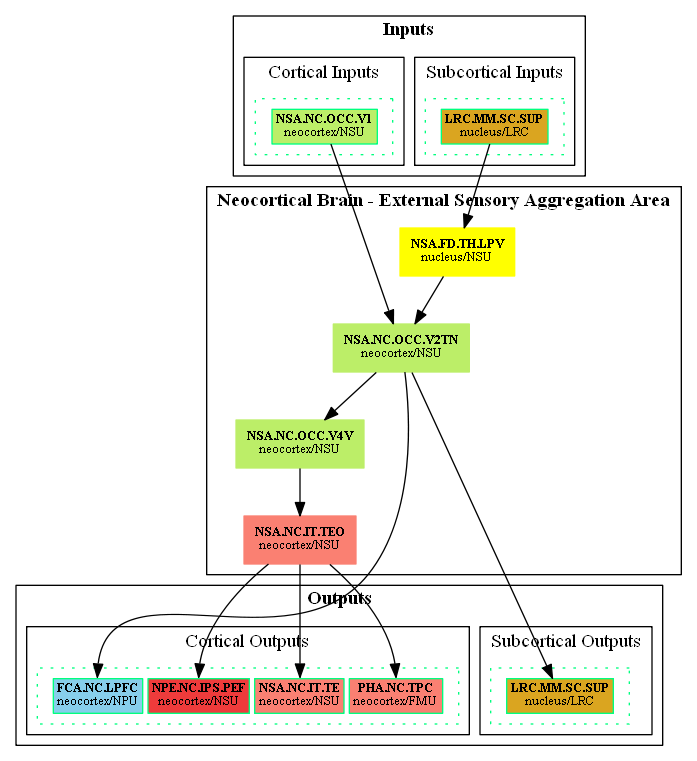 Inputs
Cortical Inputs
Subcortical Inputs
NSA.NC.OCC.VI
neocortex/NSU
LRC.MM.SC.SUP
nucleus/LRC
Neocortical Brain - External Sensory Aggregation Area
NSA.FD.TH.LPV
nucleus/NSU
NSA.NC.OCC.V2TN
neocortex/NSU
NSA.NC.OCC.V4V
neocortex/NSU
NSA.NC.IT.TEO
neocortex/NSU
Outputs
Cortical Outputs
Subcortical Outputs
FCA.NC.LPFC
neocortex/NPU
NPE.NC.IPS.PEF
neocortex/NSU
NSA.NC.IT.TE
neocortex/NSU
PHA.NC.TPC
neocortex/FMU
LRC.MM.SC.SUP
nucleus/LRC